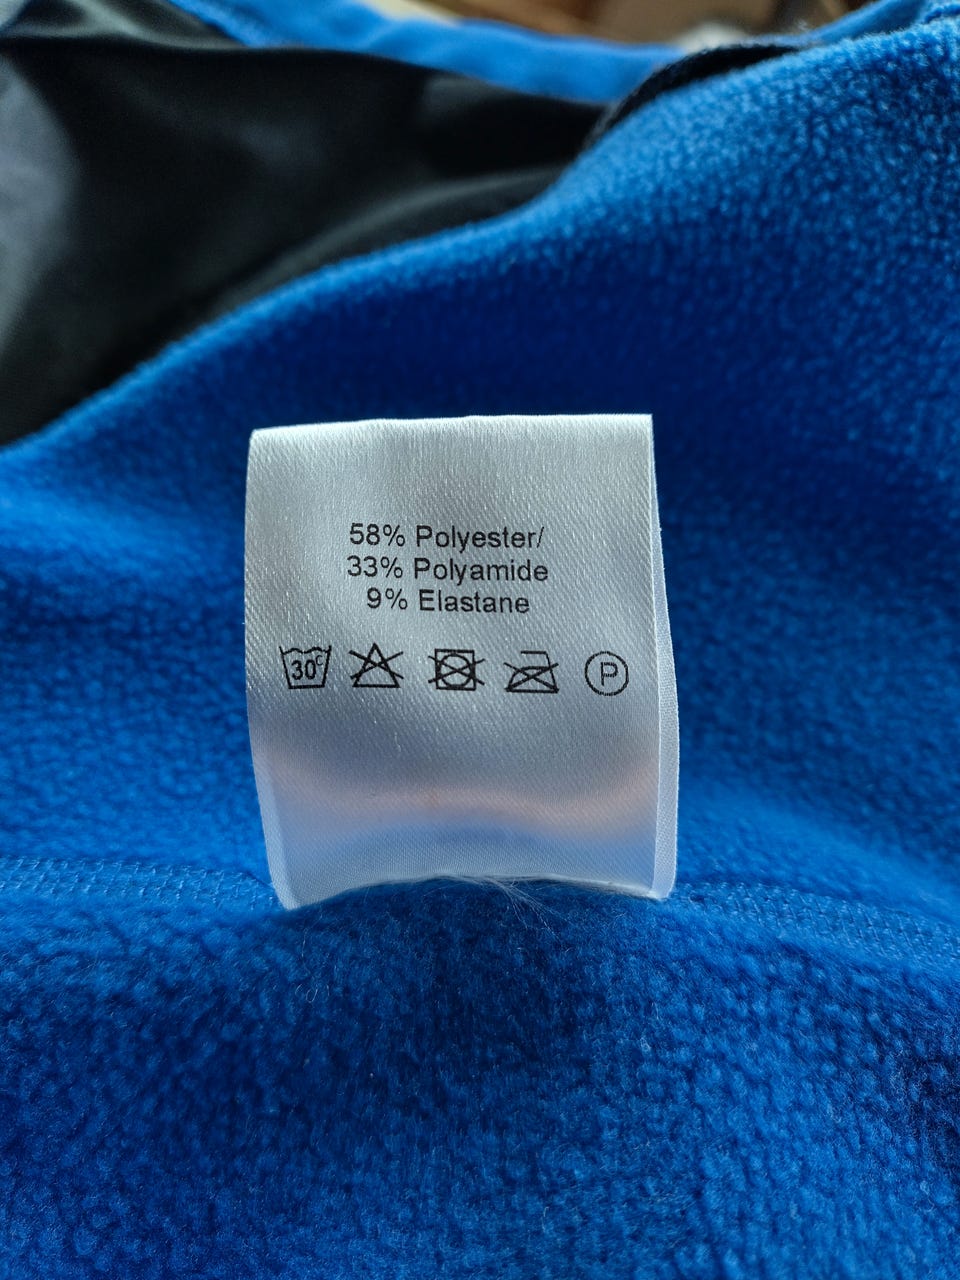 58% Polyester/
33% Polyamide
9% Elastane
30°C P